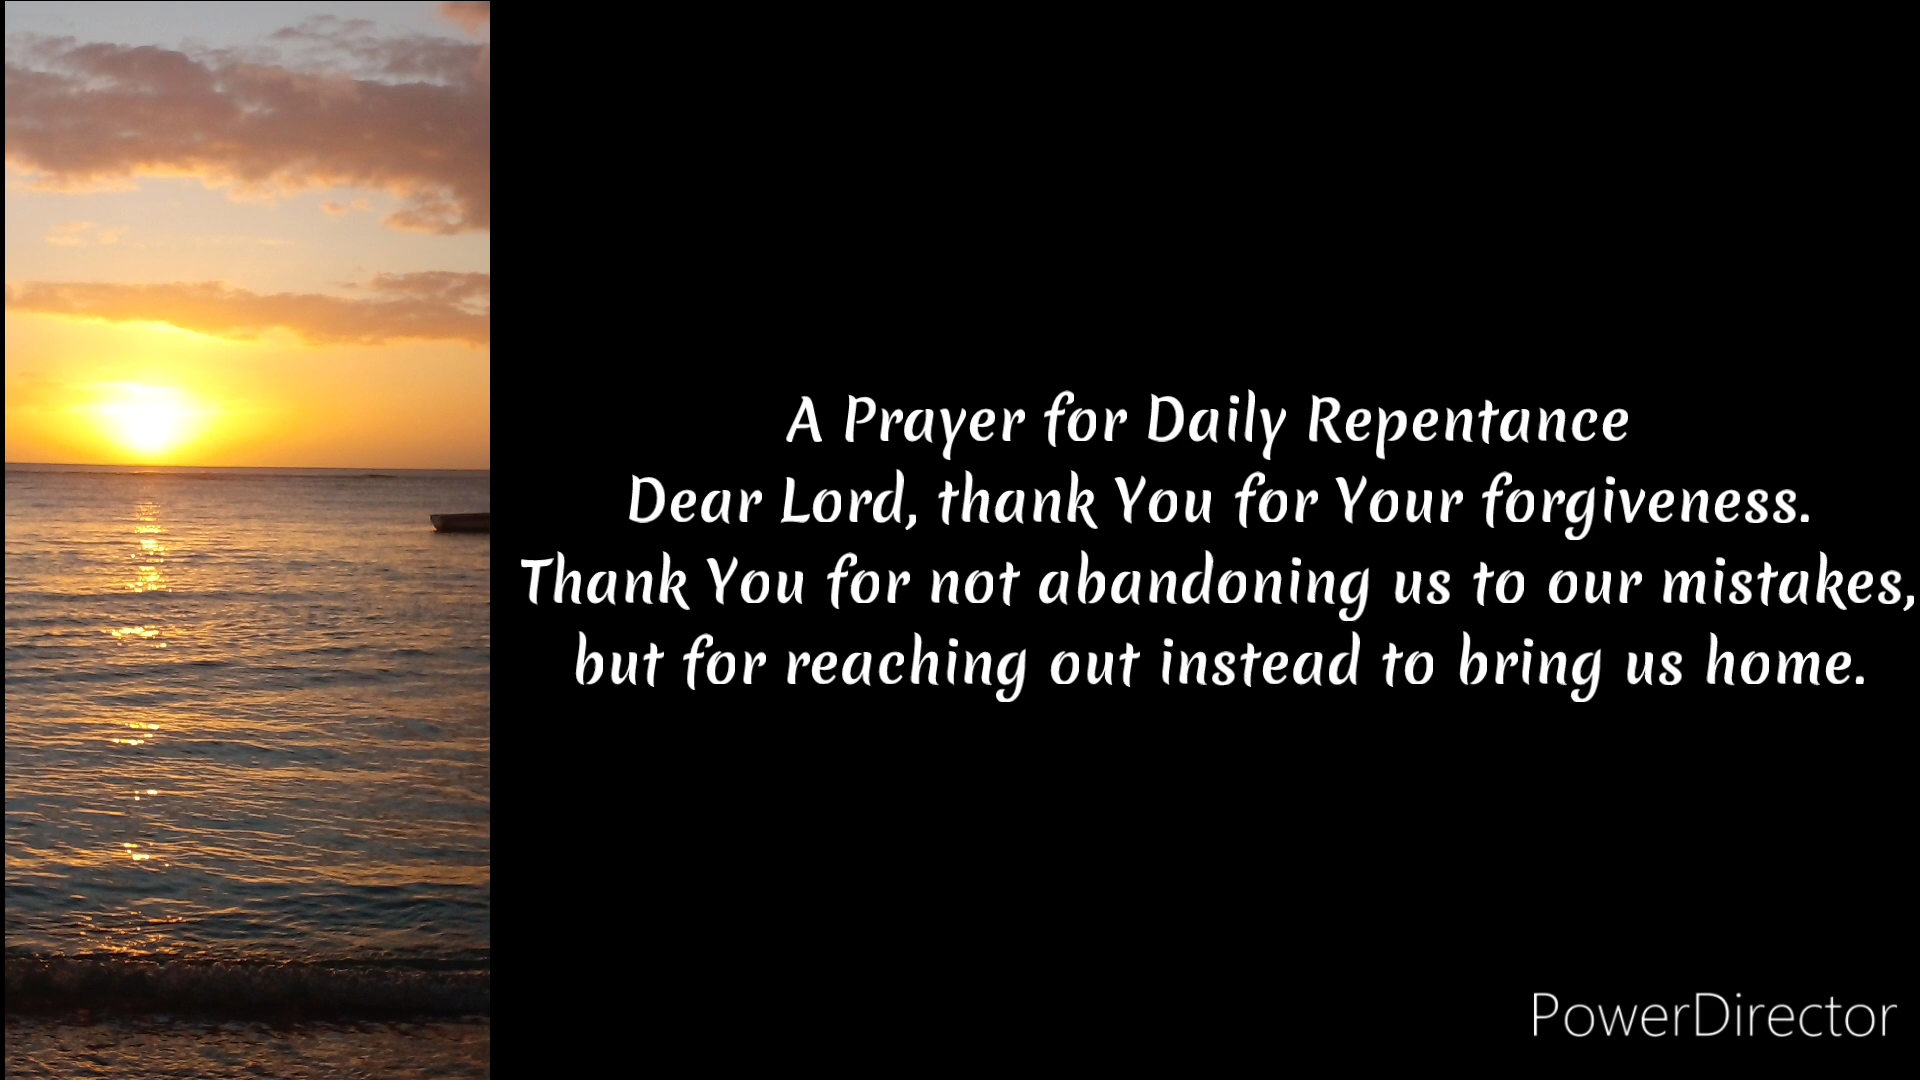 A Prayer for Daily Repentance
Dear Lord, thank You for Your forgiveness.
Thank You for not abandoning us to our mistakes,
but for reaching out instead to bring us home.
PowerDirector